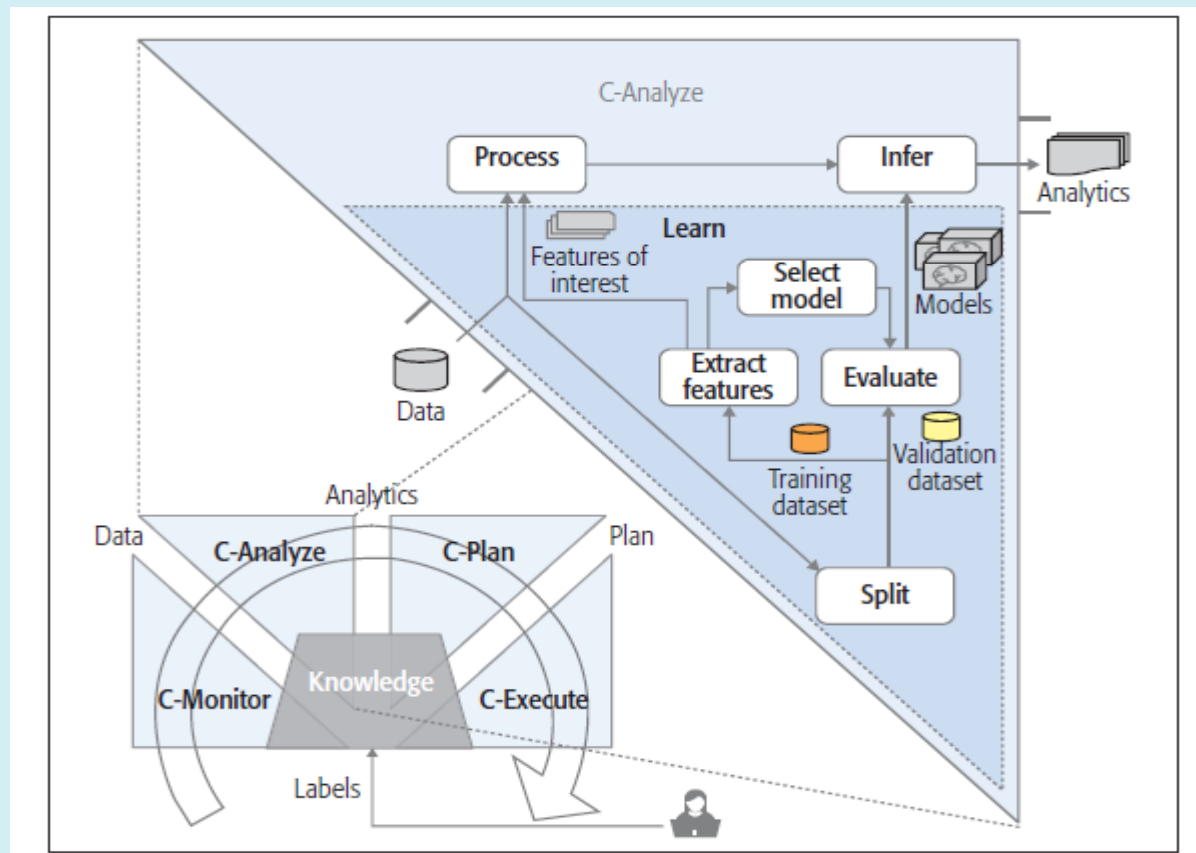 C-Analyze
Process
Infer
Analytics
Learn
Features of
interest
Select
model
Models
Extract
features
Evaluate
Data
Training
dataset
Validation
dataset
Split
Analytics
Data
C-Analyze
C-Plan
Plan
Knowledge
C-Monitor
C-Execute
Labels